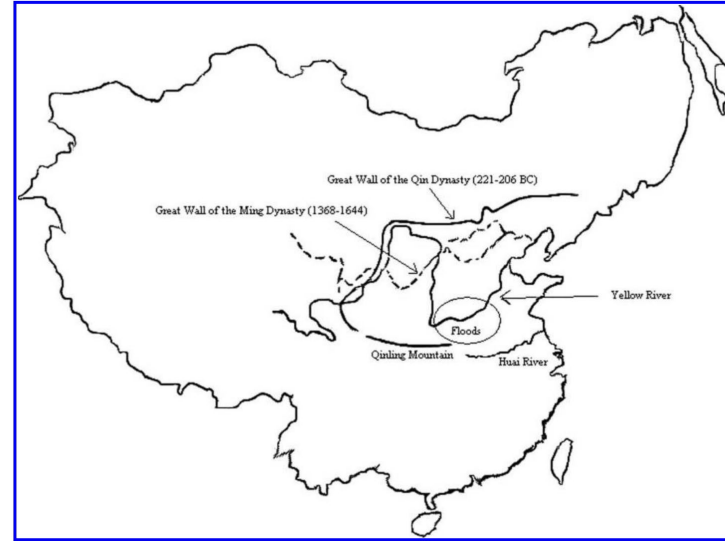 Great Wall of the Qin Dynasty (221-206 BC)
Great Wall of the Ming Dynasty (1368-1644)
Yellow River
Floods
Qinling Mountain
Huai River